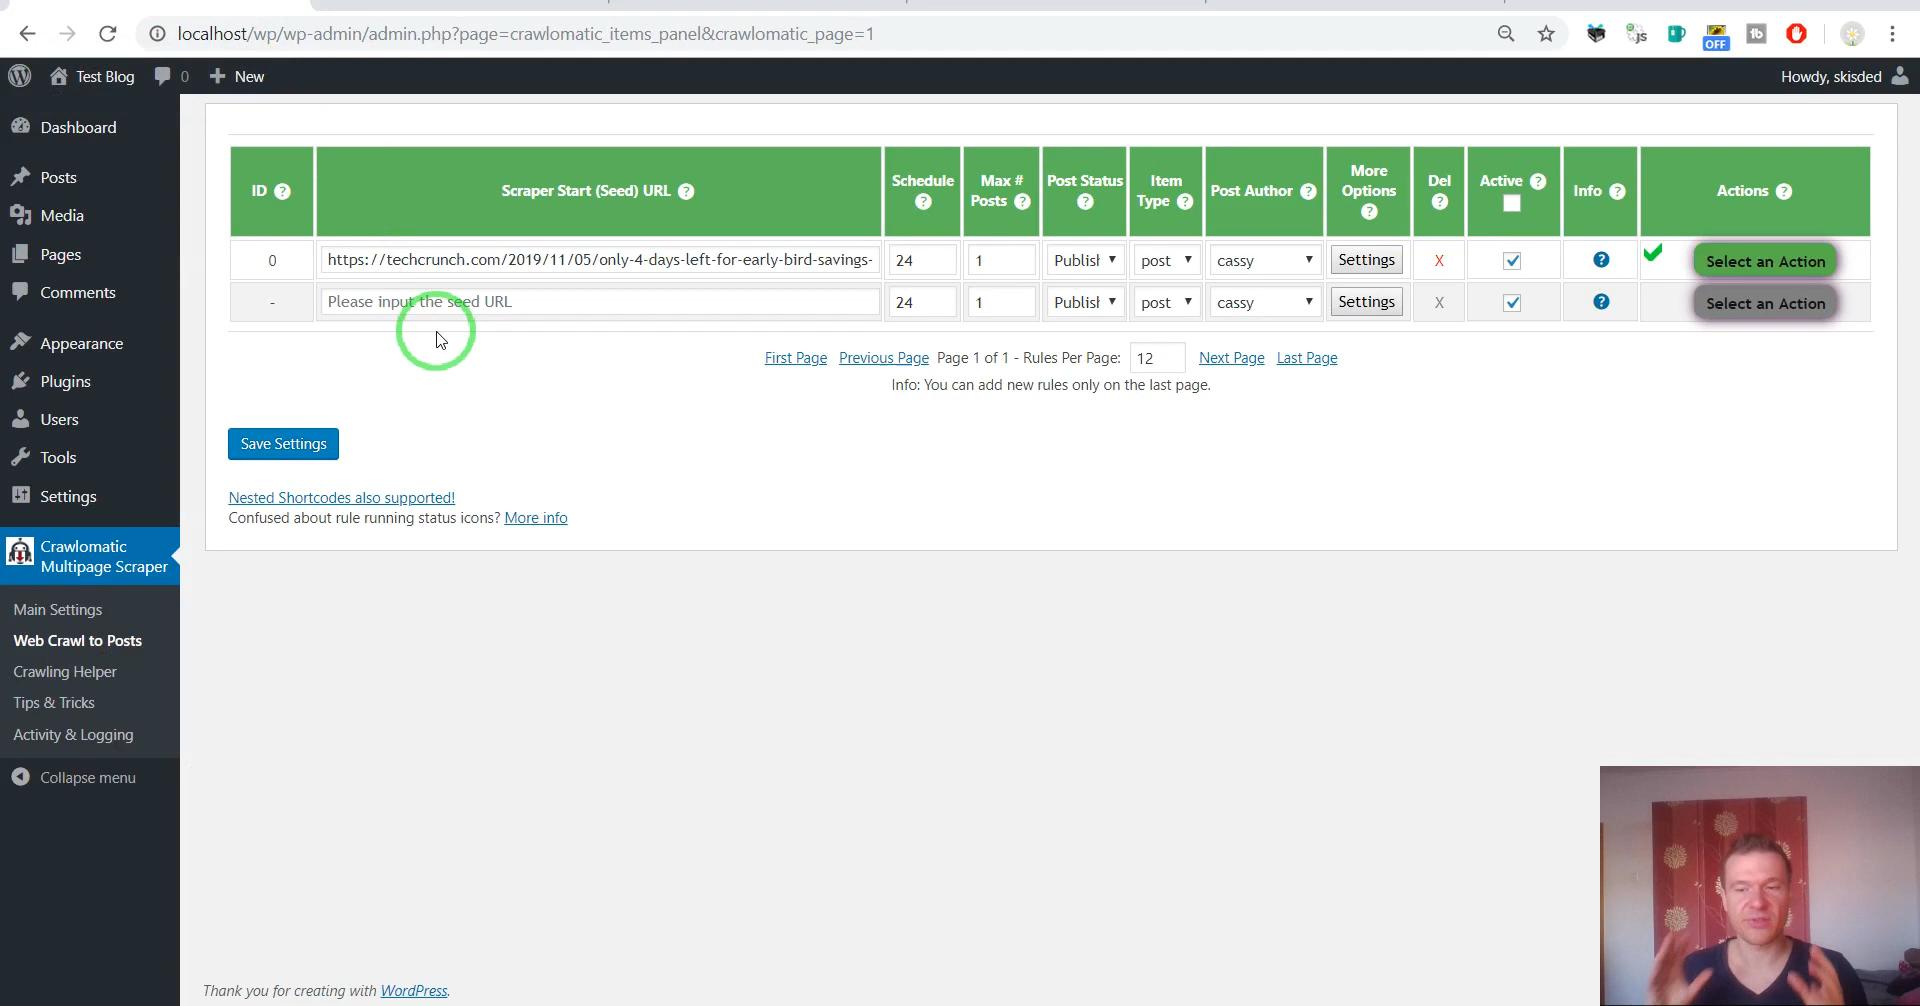 localhost/wp/wp-admin/admin.php?page=crawlomatic_items_panel&crawlomatic_page=1
OFF
Test Blog 0 New
Howdy, skisded
Dashboard
Posts
Media
Pages
Comments
Appearance
Plugins
Users
Tools
Settings
Crawlomatic
Multipage Scraper
Main Settings
Web Crawl to Posts
Crawling Helper
Tips & Tricks
Activity & Logging
Collapse menu
ID ? Scraper Start (Seed) URL ? Schedule ? Max # Posts ? Post Status ? Item Type ? Post Author ? More Options ? Del ? Active ? Info ? Actions ?
0 https://techcrunch.com/2019/11/05/only-4-days-left-for-early-bird-savings- 24 1 Publish post cassy Settings X ? Select an Action
- Please input the seed URL 24 1 Publish post cassy Settings X ? Select an Action
First Page Previous Page Page 1 of 1 - Rules Per Page: 12 Next Page Last Page
Info: You can add new rules only on the last page.
Save Settings
Nested Shortcodes also supported!
Confused about rule running status icons? More info
Thank you for creating with WordPress.